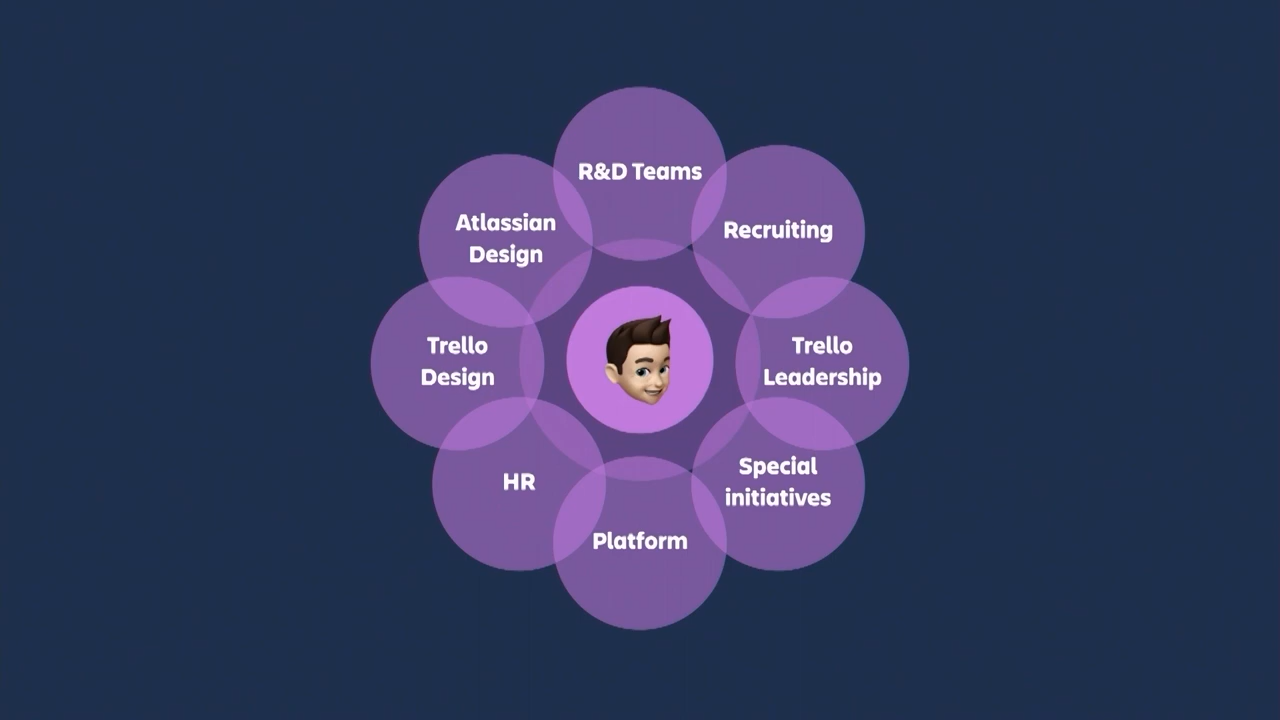 R&D Teams
Recruiting
Atlassian
Design
Trello
Design
Trello
Leadership
HR
Special
initiatives
Platform